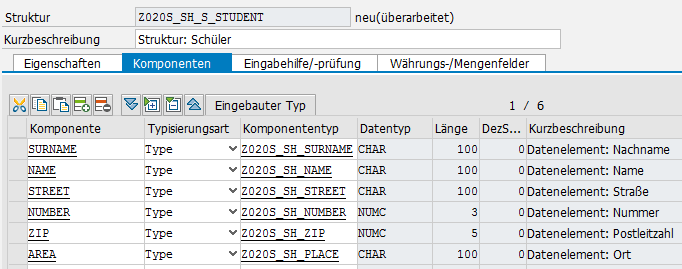 Struktur Z020S_SH_S_STUDENT neu(überarbeitet)
Kurzbeschreibung Struktur: Schüler
Eigenschaften Komponenten Eingabehilfe/-prüfung Währungs-/Mengenfelder
Eingebauter Typ 1 / 6
Komponente Typisierungsart Komponententyp Datentyp Länge DezS... Kurzbeschreibung
SURNAME Type Z020S_SH_SURNAME CHAR 100 0 Datenelement: Nachname
NAME Type Z020S_SH_NAME CHAR 100 0 Datenelement: Name
STREET Type Z020S_SH_STREET CHAR 100 0 Datenelement: Straße
NUMBER Type Z020S_SH_NUMBER NUMC 3 0 Datenelement: Nummer
ZIP Type Z020S_SH_ZIP NUMC 5 0 Datenelement: Postleitzahl
AREA Type Z020S_SH_PLACE CHAR 100 0 Datenelement: Ort